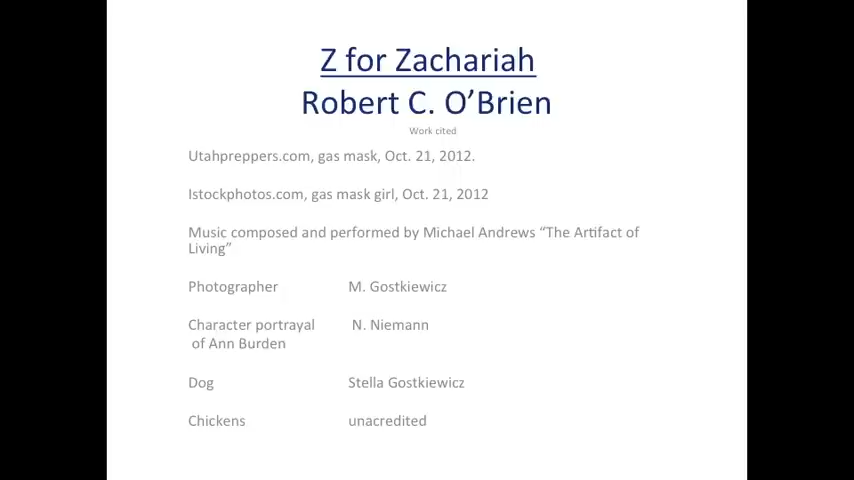 Z for Zachariah
Robert C. O’Brien
Work cited
Utahpreppers.com, gas mask, Oct. 21, 2012.
Istockphotos.com, gas mask girl, Oct. 21, 2012
Music composed and performed by Michael Andrews “The Artifact of
Living”
Photographer M. Gostkiewicz
Character portrayal N. Niemann
of Ann Burden
Dog Stella Gostkiewicz
Chickens unacredited